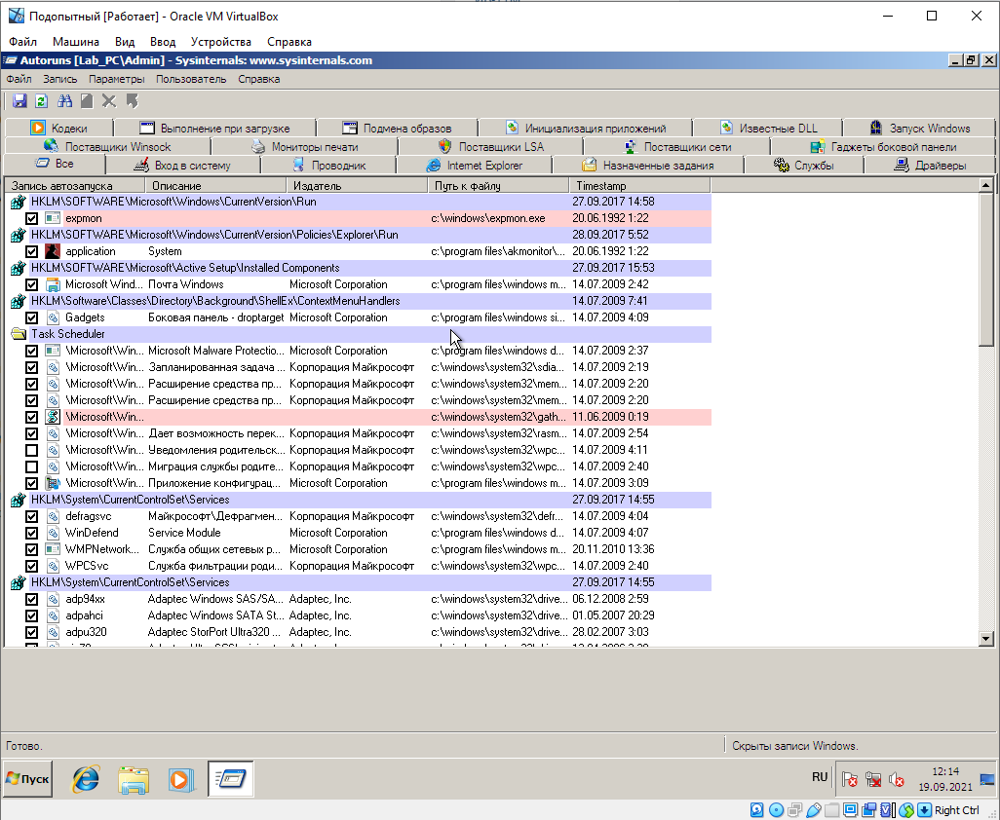 Подопытный [Работает] - Oracle VM VirtualBox
Файл Машина Вид Ввод Устройства Справка
Autoruns [Lab_PC\Admin] - Sysinternals: www.sysinternals.com
Файл Запись Параметры Пользователь Справка
Кодеки Выполнение при загрузке Подмена образов Инициализация приложений Известные DLL Запуск Windows
Поставщики Winsock Мониторы печати Поставщики LSA Поставщики сети Гаджеты боковой панели
Все Вход в систему Проводник Internet Explorer Назначенные задания Службы Драйверы
Запись автозапуска Описание Издатель Путь к файлу Timestamp
HKLM\SOFTWARE\Microsoft\Windows\CurrentVersion\Run 27.09.2017 14:58
expmon c:\windows\expmon.exe 20.06.1992 1:22
HKLM\SOFTWARE\Microsoft\Windows\CurrentVersion\Policies\Explorer\Run 28.09.2017 5:52
application System c:\program files\akmonitor\... 20.06.1992 1:22
HKLM\SOFTWARE\Microsoft\Active Setup\Installed Components 27.09.2017 15:53
Microsoft Wind... Почта Windows Microsoft Corporation c:\program files\windows m... 14.07.2009 2:42
HKLM\Software\Classes\Directory\Background\ShellEx\ContextMenuHandlers 14.07.2009 7:41
Gadgets Боковая панель - droptarget Microsoft Corporation c:\program files\windows si... 14.07.2009 4:09
Task Scheduler
\Microsoft\Win... Microsoft Malware Protectio... Microsoft Corporation c:\program files\windows d... 14.07.2009 2:37
\Microsoft\Win... Запланированная задача ... Корпорация Майкрософт c:\windows\system32\sdia... 14.07.2009 2:19
\Microsoft\Win... Расширение средства пр... Корпорация Майкрософт c:\windows\system32\mem... 14.07.2009 2:20
\Microsoft\Win... Расширение средства пр... Корпорация Майкрософт c:\windows\system32\mem... 14.07.2009 2:20
\Microsoft\Win... c:\windows\system32\gath... 11.06.2009 0:19
\Microsoft\Win... Дает возможность перек... Корпорация Майкрософт c:\windows\system32\rasm... 14.07.2009 2:54
\Microsoft\Win... Уведомления родительск... Корпорация Майкрософт c:\windows\system32\wpc... 14.07.2009 4:11
\Microsoft\Win... Миграция службы родите... Корпорация Майкрософт c:\windows\system32\wpc... 14.07.2009 2:40
\Microsoft\Win... Приложение конфигурац... Microsoft Corporation c:\program files\windows m... 14.07.2009 3:09
HKLM\System\CurrentControlSet\Services 27.09.2017 14:55
defragsvc Майкрософт\Дефрагмен... Корпорация Майкрософт c:\windows\system32\defr... 14.07.2009 4:04
WinDefend Service Module Microsoft Corporation c:\program files\windows d... 14.07.2009 4:07
WMPNetwork... Служба общих сетевых р... Microsoft Corporation c:\program files\windows m... 20.11.2010 13:36
WPCSvc Служба фильтрации роди... Корпорация Майкрософт c:\windows\system32\wpc... 14.07.2009 2:40
HKLM\System\CurrentControlSet\Services 27.09.2017 14:55
adp94xx Adaptec Windows SAS/SA... Adaptec, Inc. c:\windows\system32\drive... 06.12.2008 2:59
adpahci Adaptec Windows SATA St... Adaptec, Inc. c:\windows\system32\drive... 01.05.2007 20:29
adpu320 Adaptec StorPort Ultra320 ... Adaptec, Inc. c:\windows\system32\drive... 28.02.2007 3:03
Готово. Скрыты записи Windows.
Пуск RU 12:14
19.09.2021
Right Ctrl